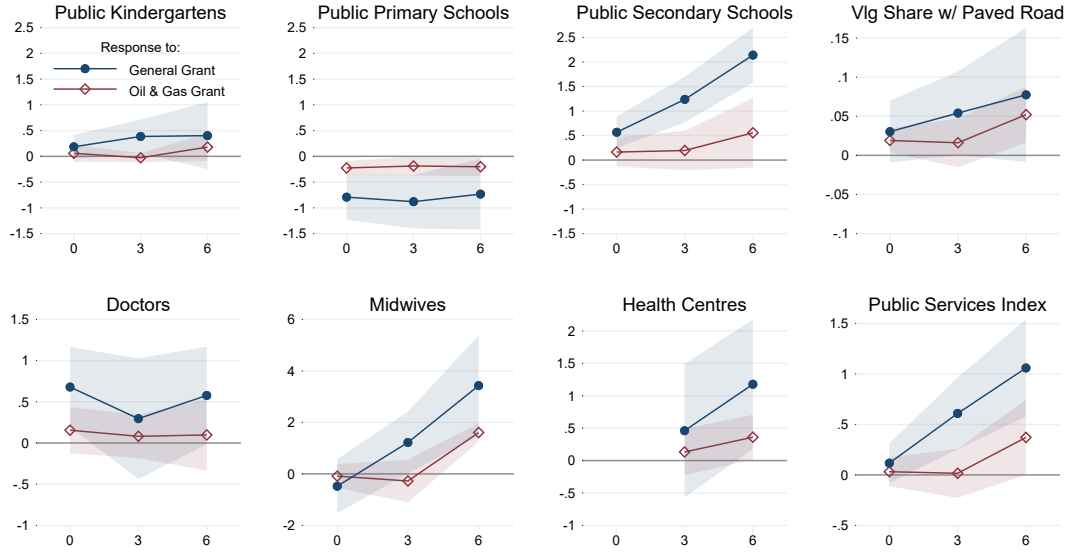 Public Kindergartens
2.5
2
1.5
1
.5
0
-.5
-1
-1.5
0 3 6
Response to:
General Grant
Oil & Gas Grant
Public Primary Schools
2.5
2
1.5
1
.5
0
-.5
-1
-1.5
0 3 6
Public Secondary Schools
2.5
2
1.5
1
.5
0
-.5
-1
-1.5
0 3 6
Vlg Share w/ Paved Road
.15
.1
.05
0
-.05
-.1
0 3 6
Doctors
1.5
1
.5
0
-.5
-1
0 3 6
Midwives
6
4
2
0
-2
0 3 6
Health Centres
2
1.5
1
.5
0
-.5
-1
0 3 6
Public Services Index
1.5
1
.5
0
-.5
0 3 6